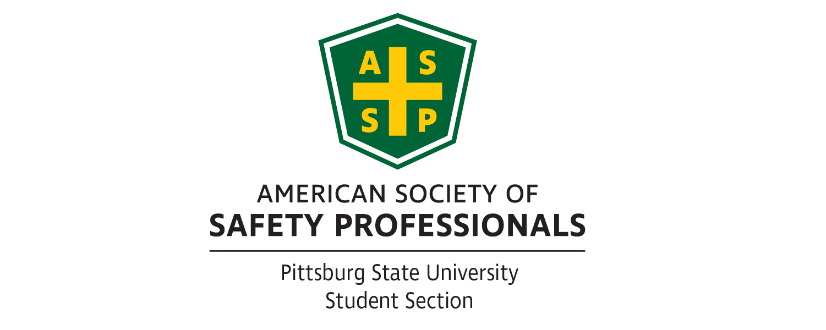 A S
S P
AMERICAN SOCIETY OF
SAFETY PROFESSIONALS
Pittsburg State University
Student Section